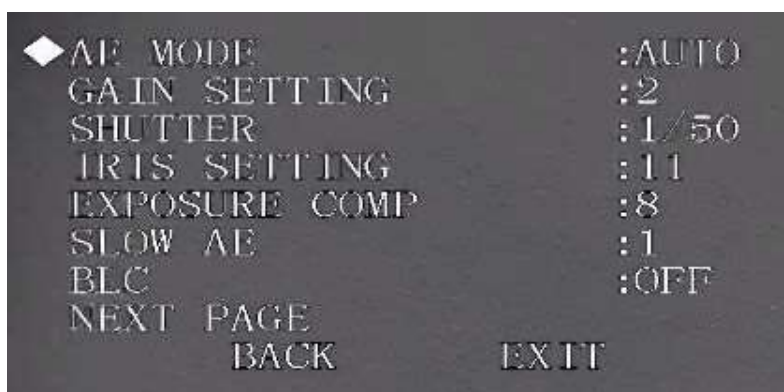 AE MODE :AUTO
GAIN SETTING :2
SHUTTER :1/50
IRIS SETTING :11
EXPOSURE COMP :8
SLOW AE :1
BLC :OFF
NEXT PAGE
BACK EXIT